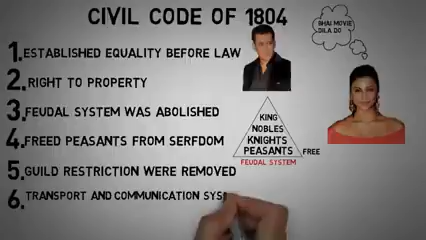 CIVIL CODE OF 1804
BHAI MOVIE
DILA DO
1. ESTABLISHED EQUALITY BEFORE LAW
2. RIGHT TO PROPERTY
3. FEUDAL SYSTEM WAS ABOLISHED
4. FREED PEASANTS FROM SERFDOM
KING
NOBLES
KNIGHTS
PEASANTS
FREE
FEUDAL SYSTEM
5. GUILD RESTRICTION WERE REMOVED
6. TRANSPORT AND COMMUNICATION SYS